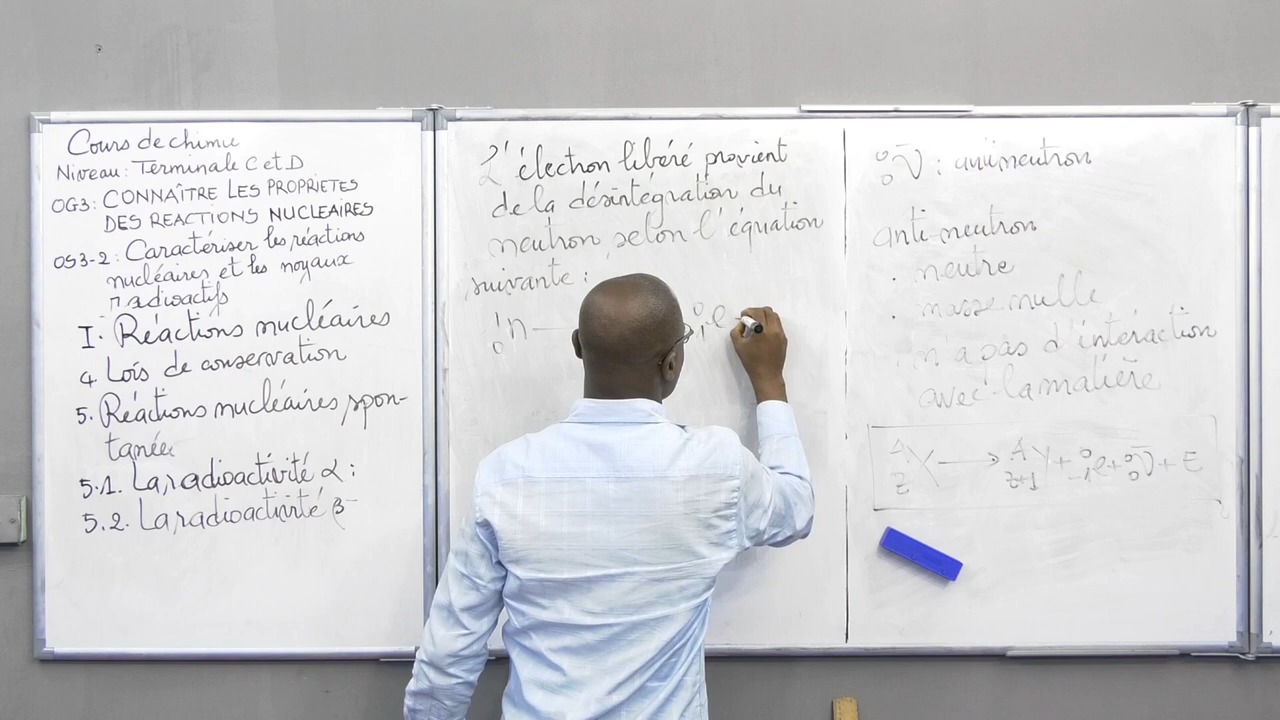 Cours de chimie
Niveau : Terminale C et D
OG3 : CONNAÎTRE LES PROPRIETES
DES REACTIONS NUCLEAIRES
OS3-2 : Caractériser les réactions
nucléaires et les noyaux
radioactifs
I. Réactions nucléaires
4 Lois de conservation
5. Réactions nucléaires spon-
tanée
5.1. La radioactivité α :
5.2. La radioactivité β⁻
L'électron libéré provient
de la désintégration du
neutron selon l'équation
suivante :
¹₀n — ⁰₋₁e
⁰₀ν̅ : antineutron
anti neutron
. neutre
. masse nulle
. n'a pas d'intéraction
avec la matière
ᴬ_Z X → ᴬ_Z+1 Y + ⁰₋₁e + ⁰₀ν̅ + E